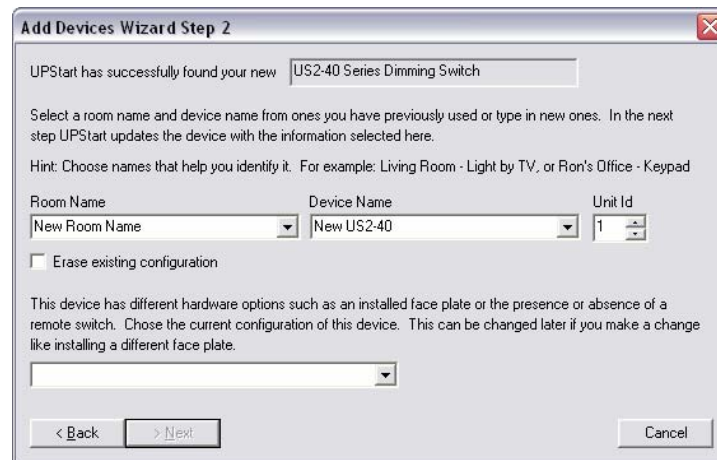 Add Devices Wizard Step 2
UPStart has successfully found your new US2-40 Series Dimming Switch
Select a room name and device name from ones you have previously used or type in new ones. In the next
step UPStart updates the device with the information selected here.
Hint: Choose names that help you identify it. For example: Living Room - Light by TV, or Ron's Office - Keypad
Room Name Device Name Unit Id
New Room Name New US2-40 1
Erase existing configuration
This device has different hardware options such as an installed face plate or the presence or absence of a
remote switch. Chose the current configuration of this device. This can be changed later if you make a change
like installing a different face plate.
< Back > Next Cancel